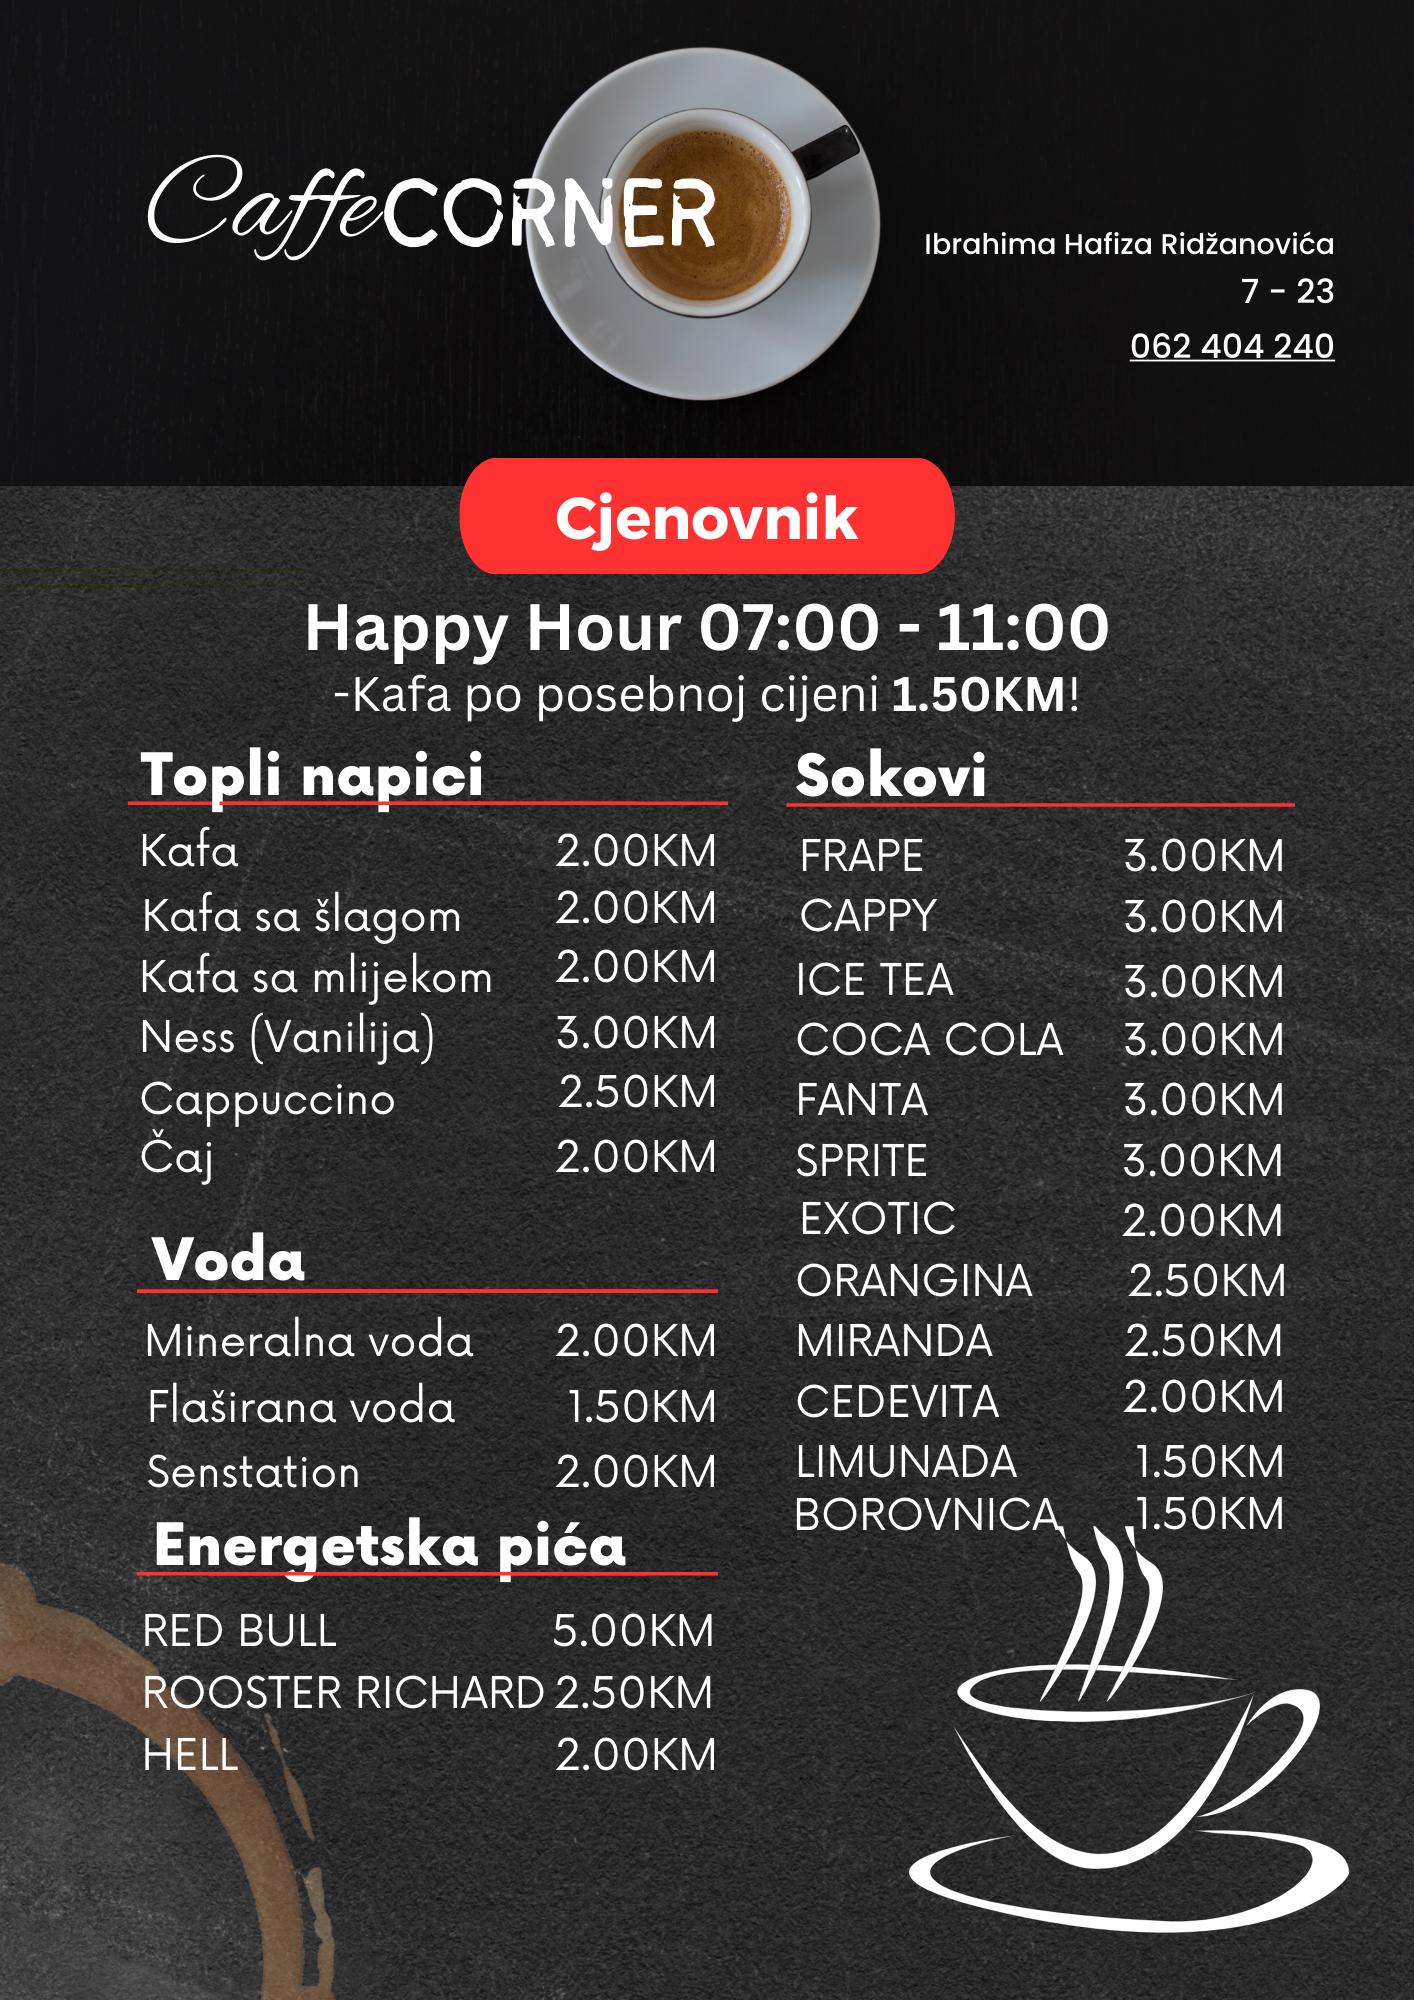 CaffeCORNER
Ibrahima Hafiza Ridžanovića
7 - 23
062 404 240
Cjenovnik
Happy Hour 07:00 - 11:00
-Kafa po posebnoj cijeni 1.50KM!
Topli napici
Kafa 2.00KM
Kafa sa šlagom 2.00KM
Kafa sa mlijekom 2.00KM
Ness (Vanilija) 3.00KM
Cappuccino 2.50KM
Čaj 2.00KM
Voda
Mineralna voda 2.00KM
Flaširana voda 1.50KM
Senstation 2.00KM
Energetska pića
RED BULL 5.00KM
ROOSTER RICHARD 2.50KM
HELL 2.00KM
Sokovi
FRAPE 3.00KM
CAPPY 3.00KM
ICE TEA 3.00KM
COCA COLA 3.00KM
FANTA 3.00KM
SPRITE 3.00KM
EXOTIC 2.00KM
ORANGINA 2.50KM
MIRANDA 2.50KM
CEDEVITA 2.00KM
LIMUNADA 1.50KM
BOROVNICA 1.50KM